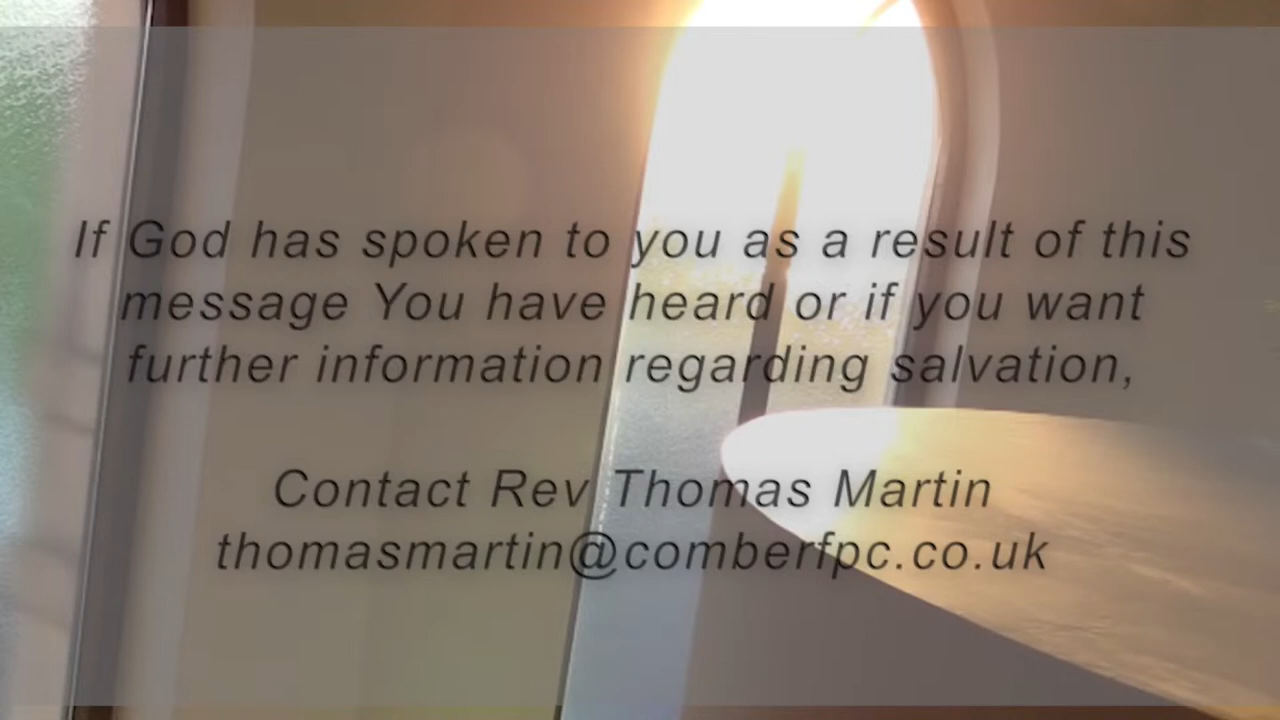 If God has spoken to you as a result of this
message You have heard or if you want
further information regarding salvation,
Contact Rev Thomas Martin
thomasmartin@comberfpc.co.uk